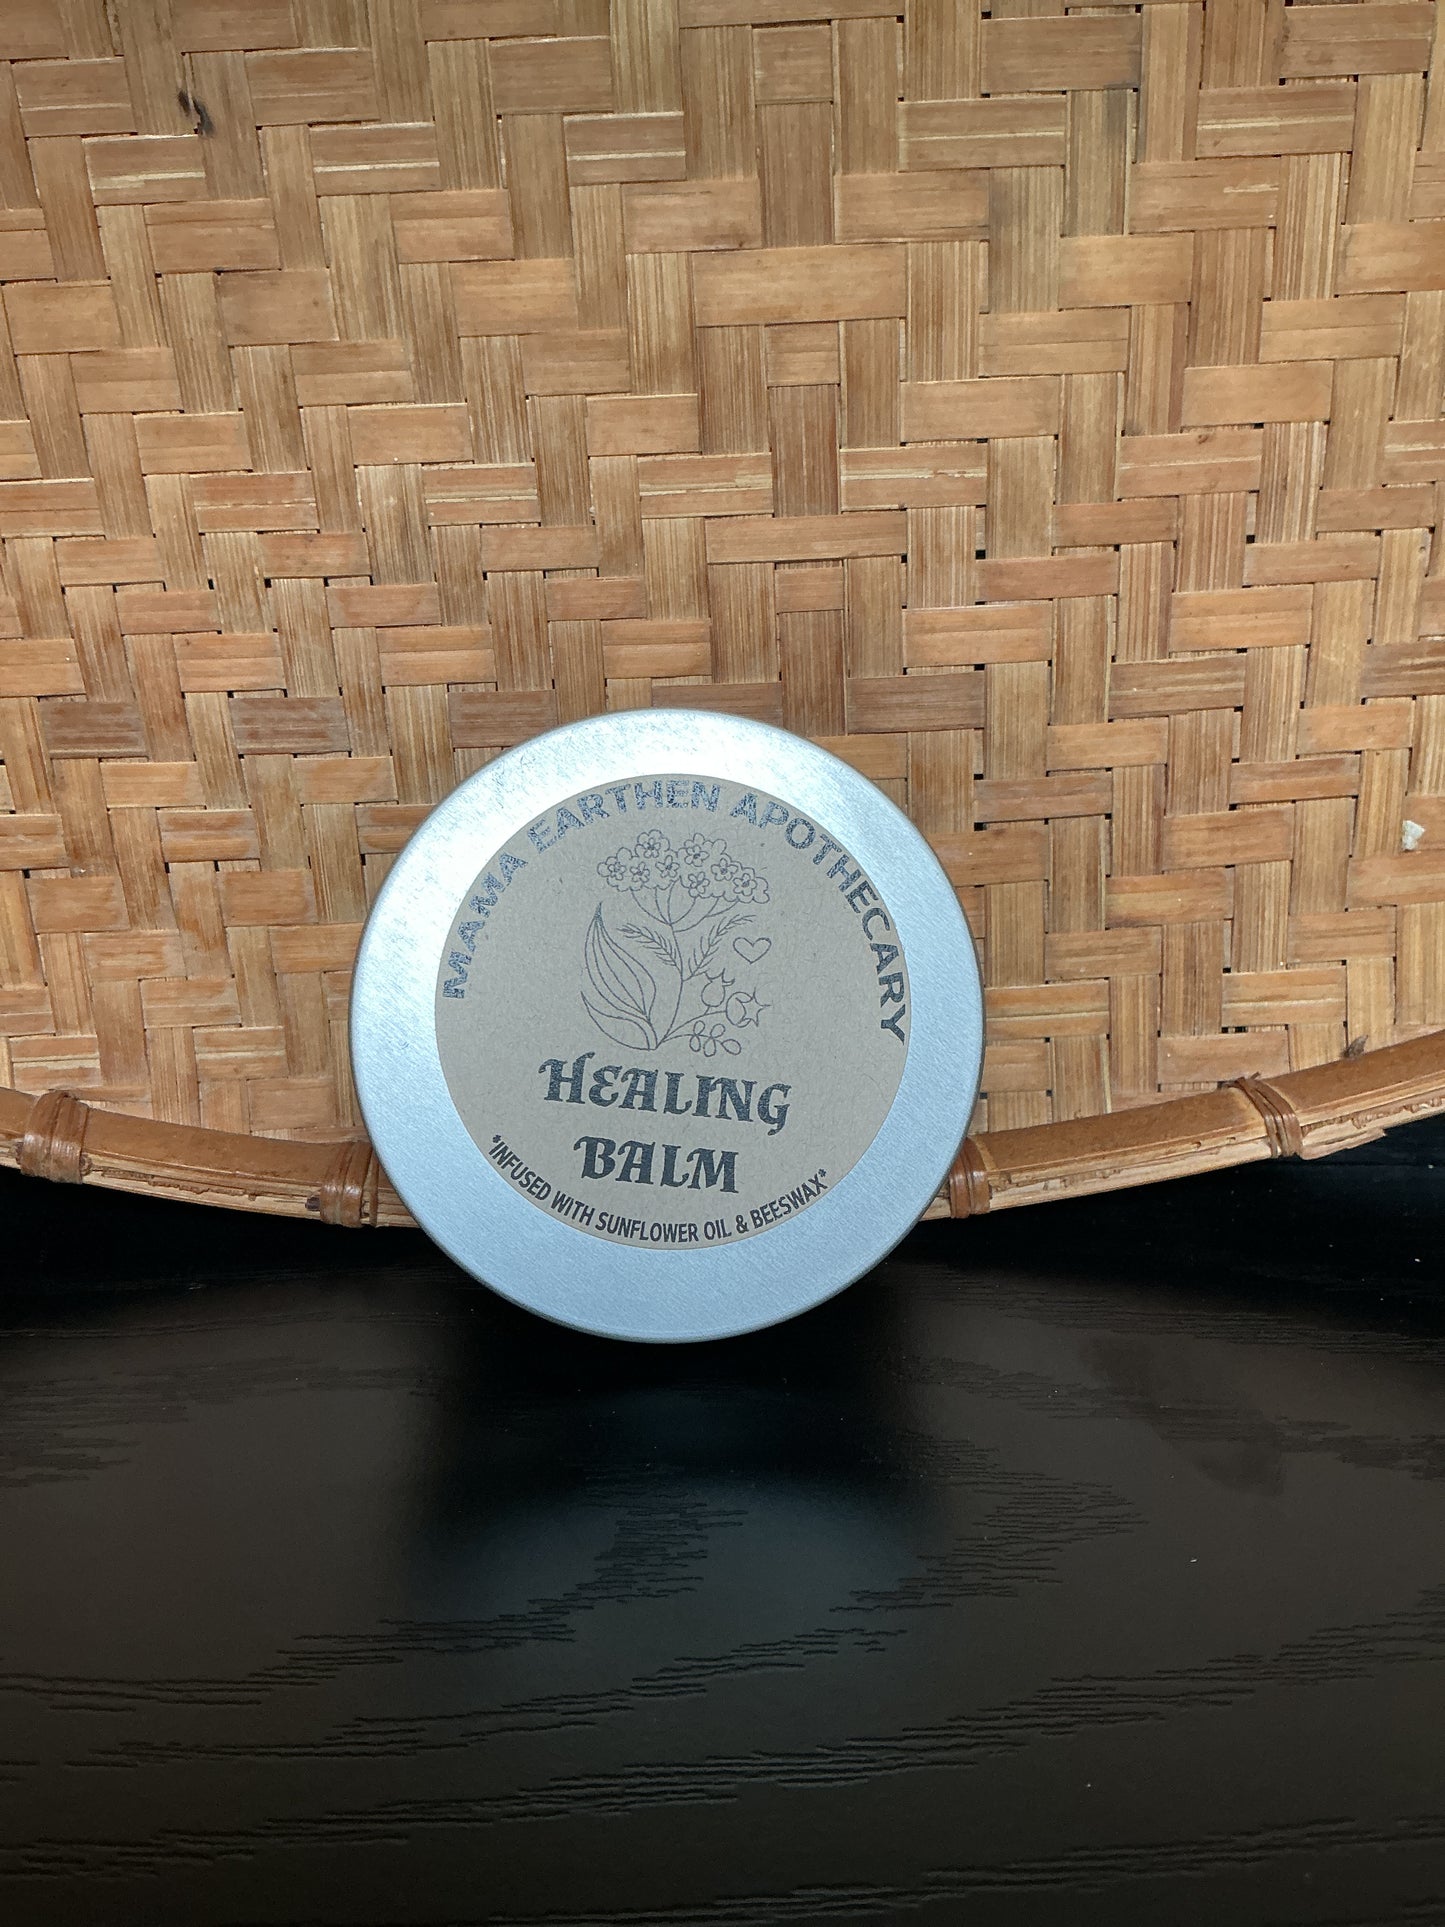 MAMA EARTHEN APOTHECARY
HEALING
BALM
*INFUSED WITH SUNFLOWER OIL & BEESWAX*